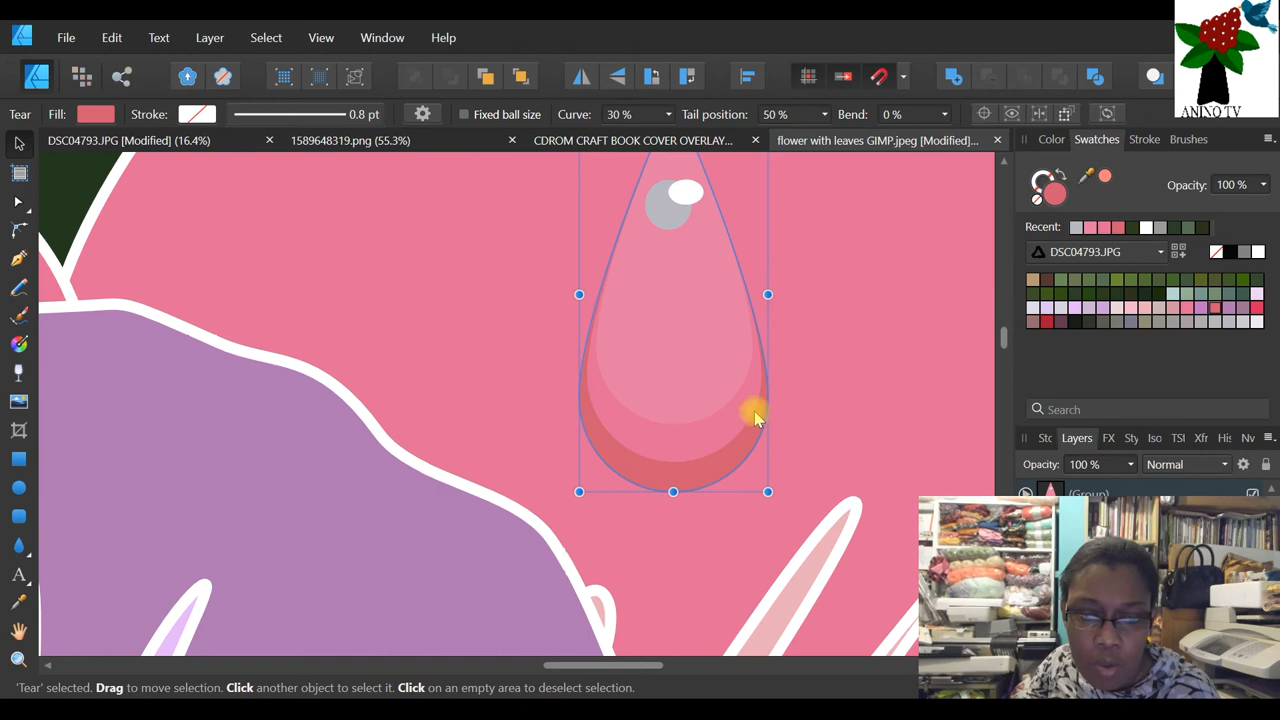 File Edit Text Layer Select View Window Help
ANINO TV
Tear Fill: Stroke: 0.8 pt Fixed ball size Curve: 30 % Tail position: 50 % Bend: 0 %
DSC04793.JPG [Modified] (16.4%) 1589648319.png (55.3%) CDROM CRAFT BOOK COVER OVERLAY... flower with leaves GIMP.jpeg [Modified]...
Color Swatches Stroke Brushes
Opacity: 100 %
Recent:
DSC04793.JPG
Search
Stc Layers FX Sty Iso TSI Xfr His Nv
Opacity: 100 % Normal
(Group)
A
'Tear' selected. Drag to move selection. Click another object to select it. Click on an empty area to deselect selection.